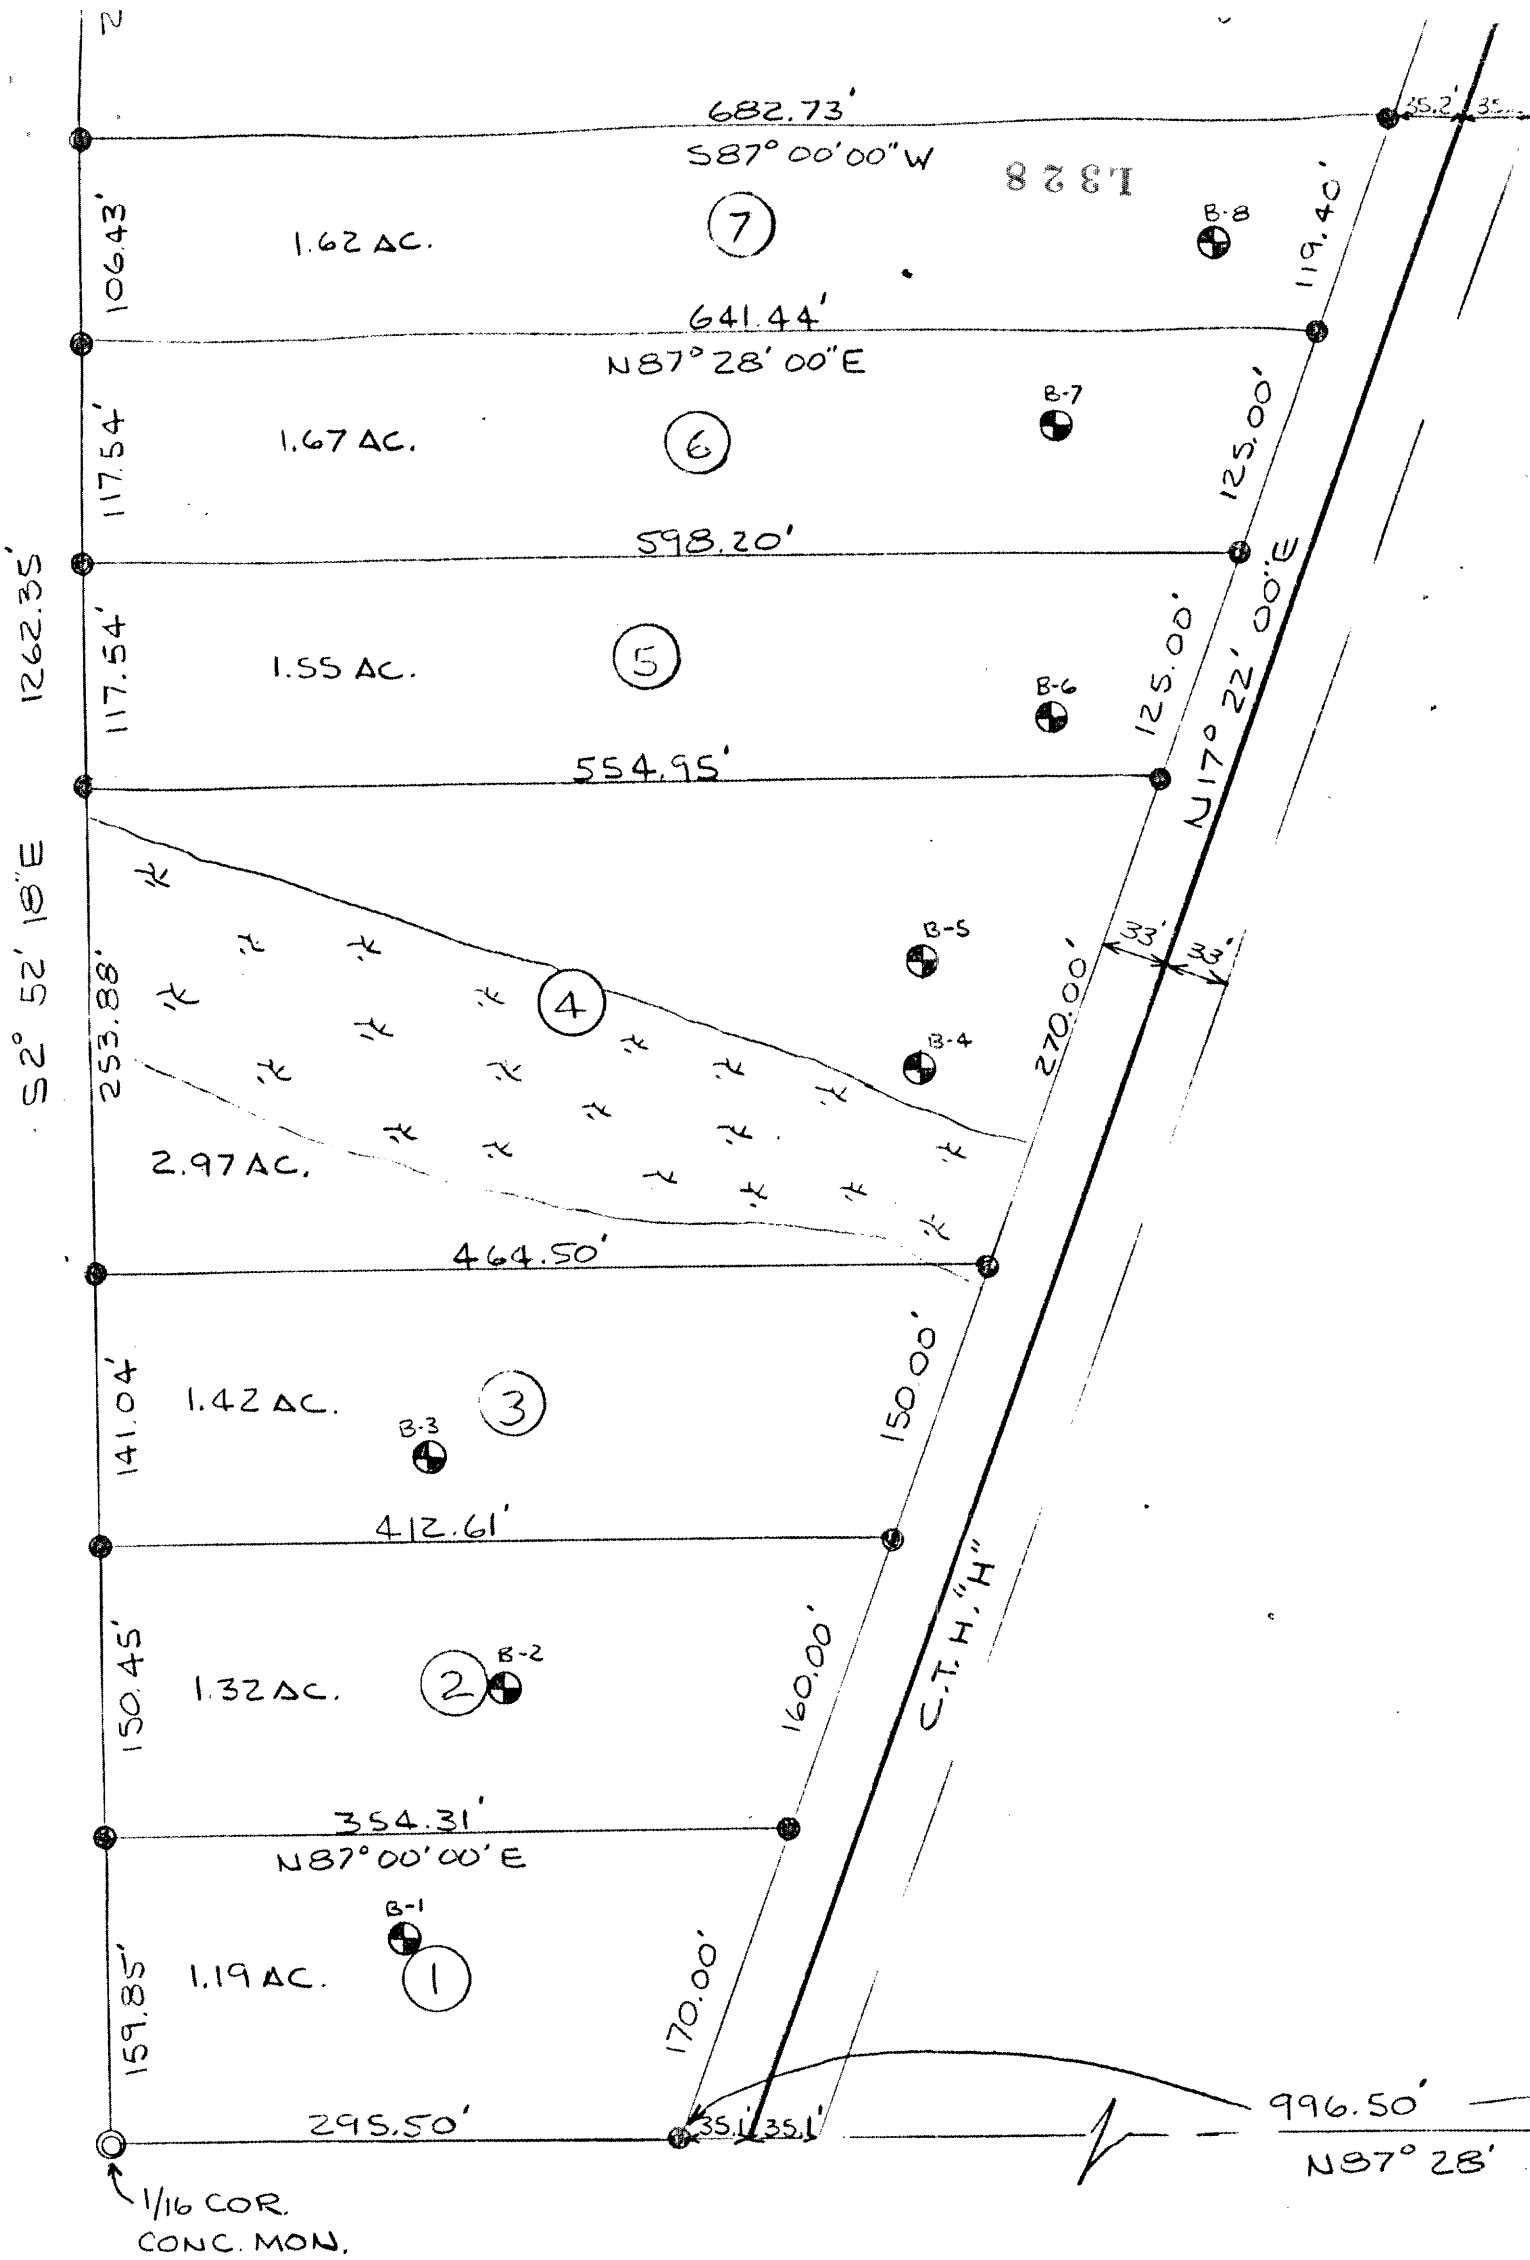 682.73'
35.2'
S87°00'00"W
1328
106.43'
1.62 AC.
7
B-8
119.40'
641.44'
N87°28'00"E
117.54'
1.67 AC.
6
B-7
125.00'
598.20'
1262.35'
117.54'
1.55 AC.
5
B-6
125.00'
N17° 22' 00"E
554.95'
S2° 52' 18"E
253.88'
4
B-5
33'
33'
B-4
270.00'
2.97 AC.
464.50'
141.04'
1.42 AC.
3
B-3
150.00'
412.61'
C.T.H. "H"
150.45'
1.32 AC.
2
B-2
160.00'
354.31'
N87°00'00'E
159.85'
1.19 AC.
B-1
1
170.00'
295.50'
35.1'
35.1'
996.50'
N87° 28'
1/16 COR.
CONC. MON.